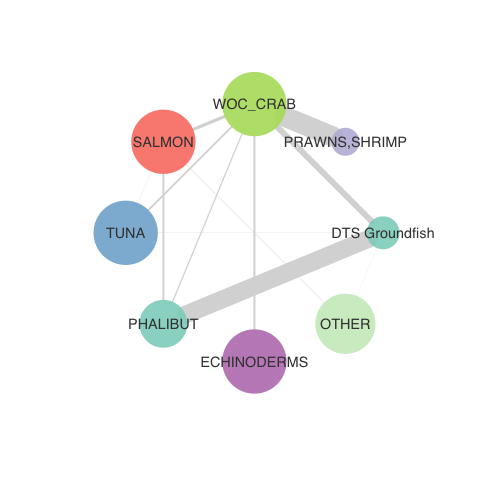 WOC_CRAB
SALMON
PRAWNS,SHRIMP
TUNA
DTS Groundfish
PHALIBUT
OTHER
ECHINODERMS